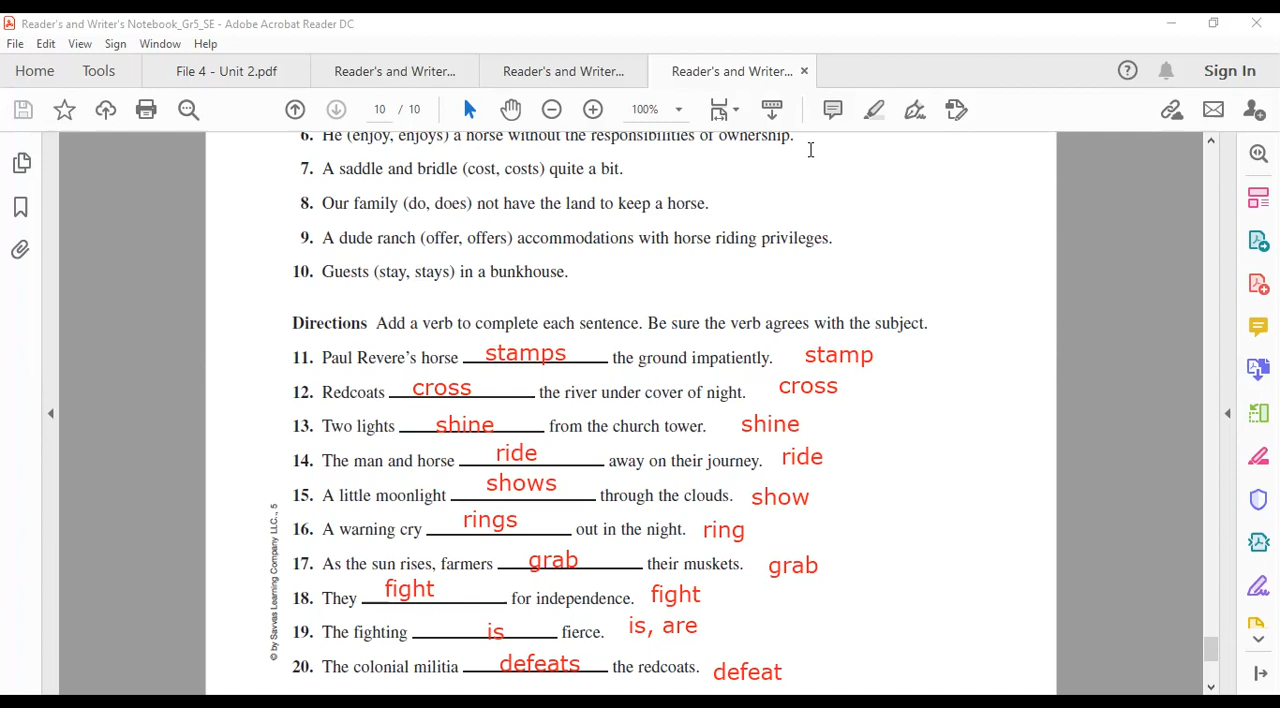 Reader's and Writer's Notebook_Gr5_SE - Adobe Acrobat Reader DC
File Edit View Sign Window Help
Home Tools File 4 - Unit 2.pdf Reader's and Writer... Reader's and Writer... Reader's and Writer... × Sign In
10 / 10 100%
6. He (enjoy, enjoys) a horse without the responsibilities of ownership.
7. A saddle and bridle (cost, costs) quite a bit.
8. Our family (do, does) not have the land to keep a horse.
9. A dude ranch (offer, offers) accommodations with horse riding privileges.
10. Guests (stay, stays) in a bunkhouse.
Directions Add a verb to complete each sentence. Be sure the verb agrees with the subject.
11. Paul Revere's horse stamps the ground impatiently. stamp
12. Redcoats cross the river under cover of night. cross
13. Two lights shine from the church tower. shine
14. The man and horse ride away on their journey. ride
15. A little moonlight shows through the clouds. show
16. A warning cry rings out in the night. ring
17. As the sun rises, farmers grab their muskets. grab
18. They fight for independence. fight
19. The fighting is fierce. is, are
20. The colonial militia defeats the redcoats. defeat
© by Savvas Learning Company LLC., 5